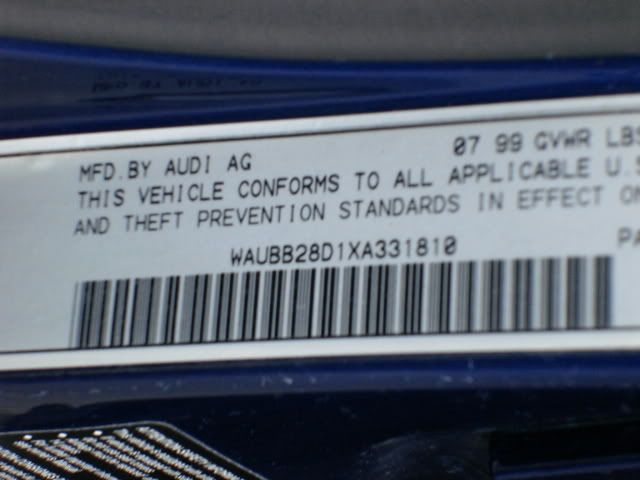 MFD.BY AUDI AG 07 99 GVWR LBS
THIS VEHICLE CONFORMS TO ALL APPLICABLE U.S
AND THEFT PREVENTION STANDARDS IN EFFECT O
WAUBB28D1XA331810 PA